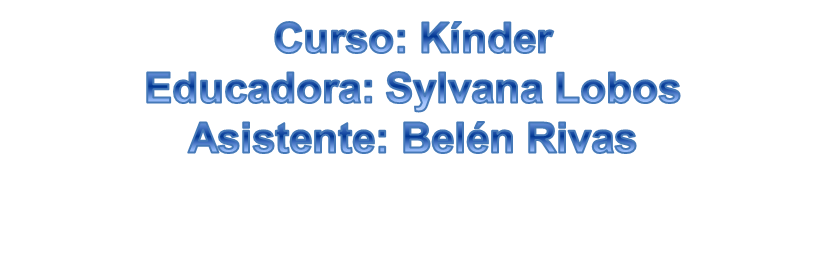 Curso: Kínder
Educadora: Sylvana Lobos
Asistente: Belén Rivas